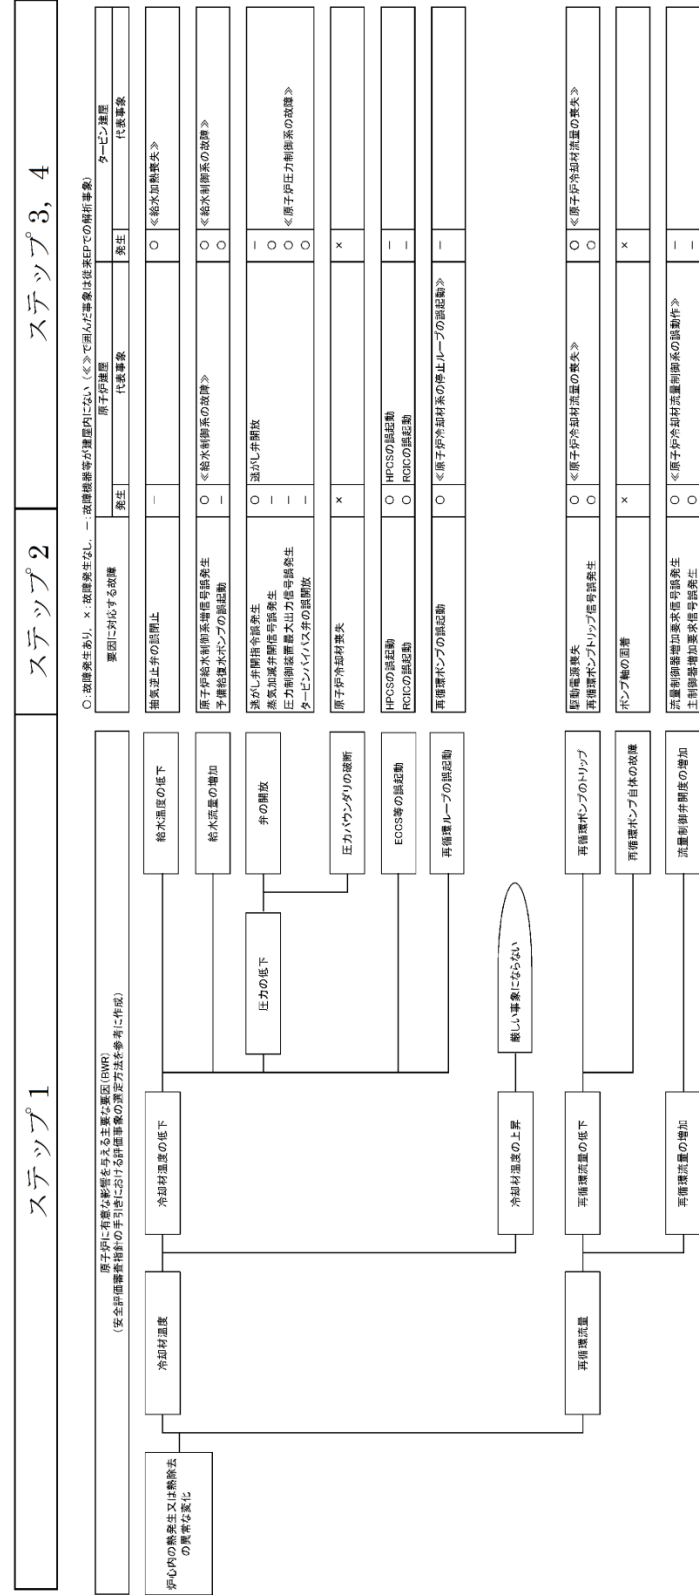 ステップ 1
ステップ 2
ステップ 3, 4
○:故障発生あり, ×:故障発生なし, -:故障機器等が建屋内にない (≪≫で囲んだ事象は従来EPでの解析事象)
原子炉に有意な影響を与える主要な要因(BWR)
(安全評価審査指針の手引きにおける評価事象の選定方法を参考に作成)
要因に対応する故障
原子炉建屋
タービン建屋
発生
代表事象
発生
代表事象
炉心内の熱発生又は熱除去
の異常な変化
冷却材温度
冷却材温度の低下
給水温度の低下
抽気逆止弁の誤閉止
-
○
≪給水加熱喪失≫
給水流量の増加
原子炉給水制御系増信号誤発生
○
≪給水制御系の故障≫
○
≪給水制御系の故障≫
予備給復水ポンプの誤起動
-
○
圧力の低下
弁の開放
逃がし弁開指令誤発生
○
逃がし弁開放
-
蒸気加減弁開信号誤発生
-
○
圧力制御装置最大出力信号誤発生
-
○
≪原子炉圧力制御系の故障≫
タービンバイパス弁の誤開放
-
○
圧力バウンダリの破断
原子炉冷却材喪失
×
×
ECCS等の誤起動
HPCSの誤起動
○
HPCSの誤起動
-
RCICの誤起動
○
RCICの誤起動
-
再循環ループの誤起動
再循環ポンプの誤起動
○
≪原子炉冷却材系の停止ループの誤起動≫
-
冷却材温度の上昇
厳しい事象にならない
再循環流量
再循環流量の低下
再循環ポンプのトリップ
駆動電源喪失
○
≪原子炉冷却材流量の喪失≫
○
≪原子炉冷却材流量の喪失≫
再循環ポンプトリップ信号誤発生
○
○
再循環ポンプ自体の故障
ポンプ軸の固着
×
×
再循環流量の増加
流量制御弁開度の増加
流量制御器増加要求信号誤発生
○
≪原子炉冷却材流量制御系の誤動作≫
-
主制御器増加要求信号誤発生
○
-